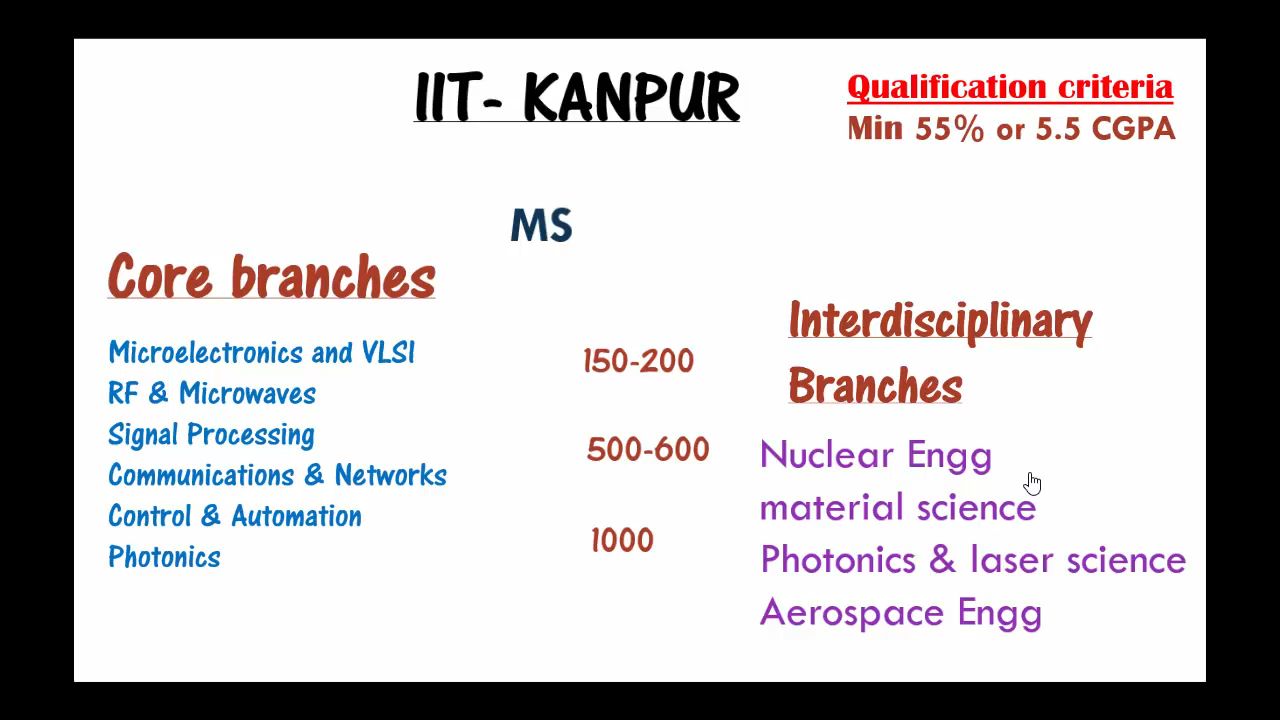 IIT- KANPUR
Qualification criteria
Min 55% or 5.5 CGPA
MS
Core branches
Microelectronics and VLSI
RF & Microwaves
Signal Processing
Communications & Networks
Control & Automation
Photonics
150-200
500-600
1000
Interdisciplinary
Branches
Nuclear Engg
material science
Photonics & laser science
Aerospace Engg